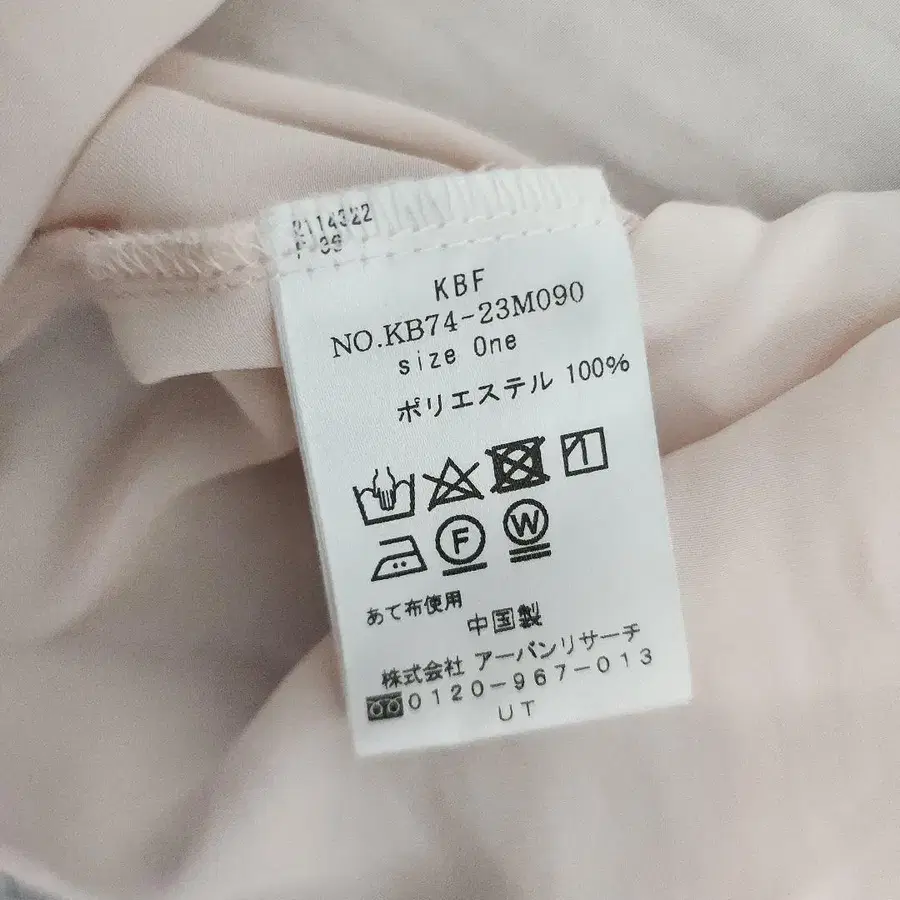 2114322
F 38
KBF
NO.KB74-23M090
size One
ポリエステル 100%
F W
あて布使用
中国製
株式会社 アーバンリサーチ
0120-967-013
UT